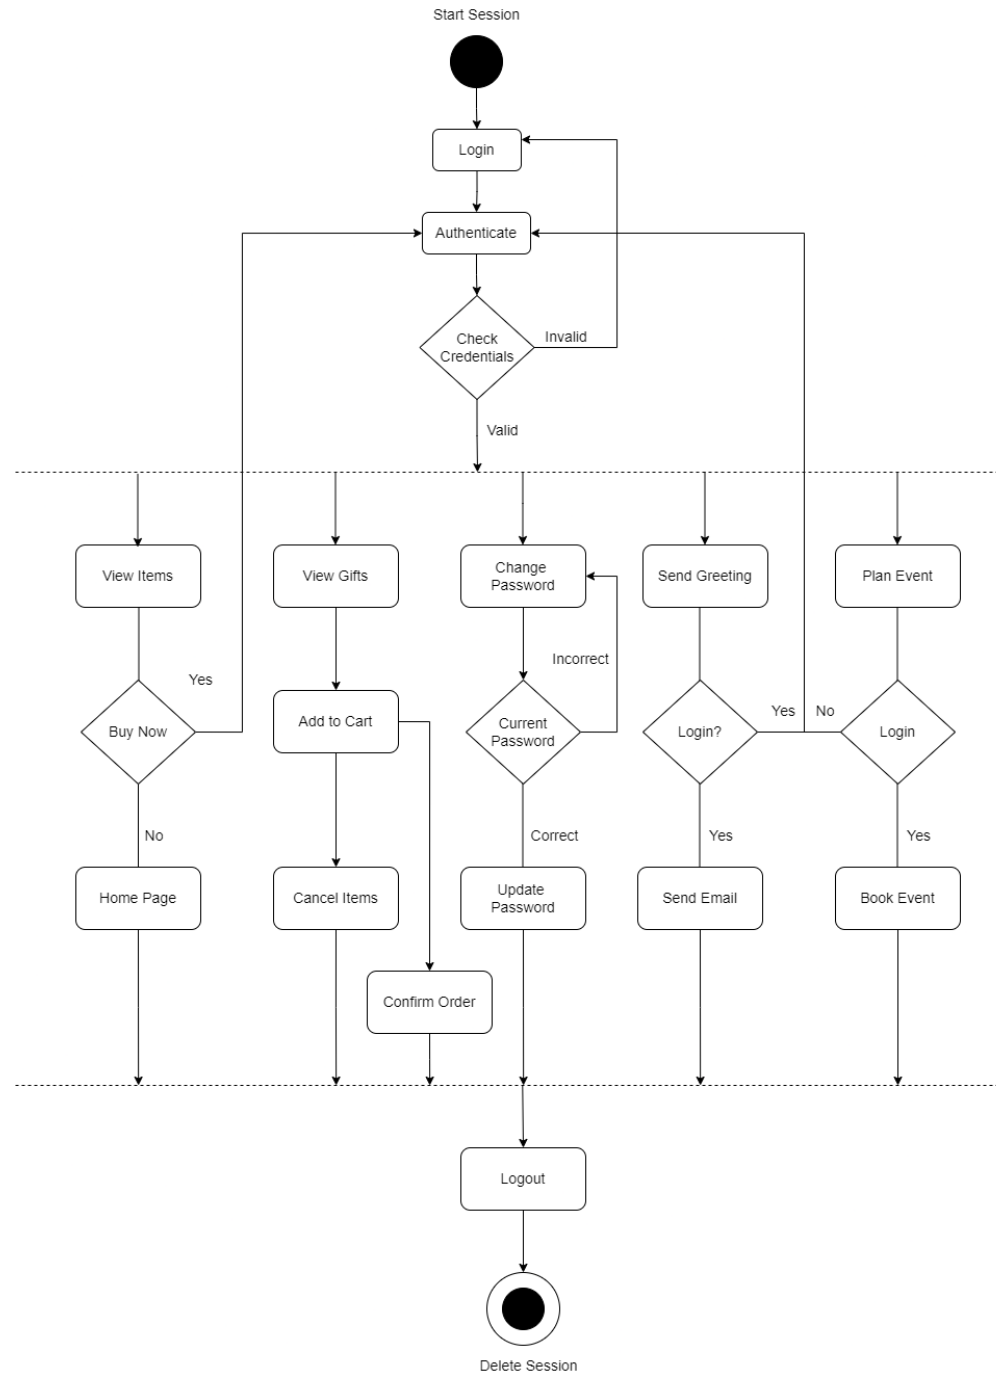 Start Session
Login
Authenticate
Check
Credentials
Invalid
Valid
View Items
View Gifts
Change
Password
Send Greeting
Plan Event
Yes
Incorrect
Buy Now
Add to Cart
Current
Password
Login?
Yes
No
Login
No
Correct
Yes
Yes
Home Page
Cancel Items
Update
Password
Send Email
Book Event
Confirm Order
Logout
Delete Session